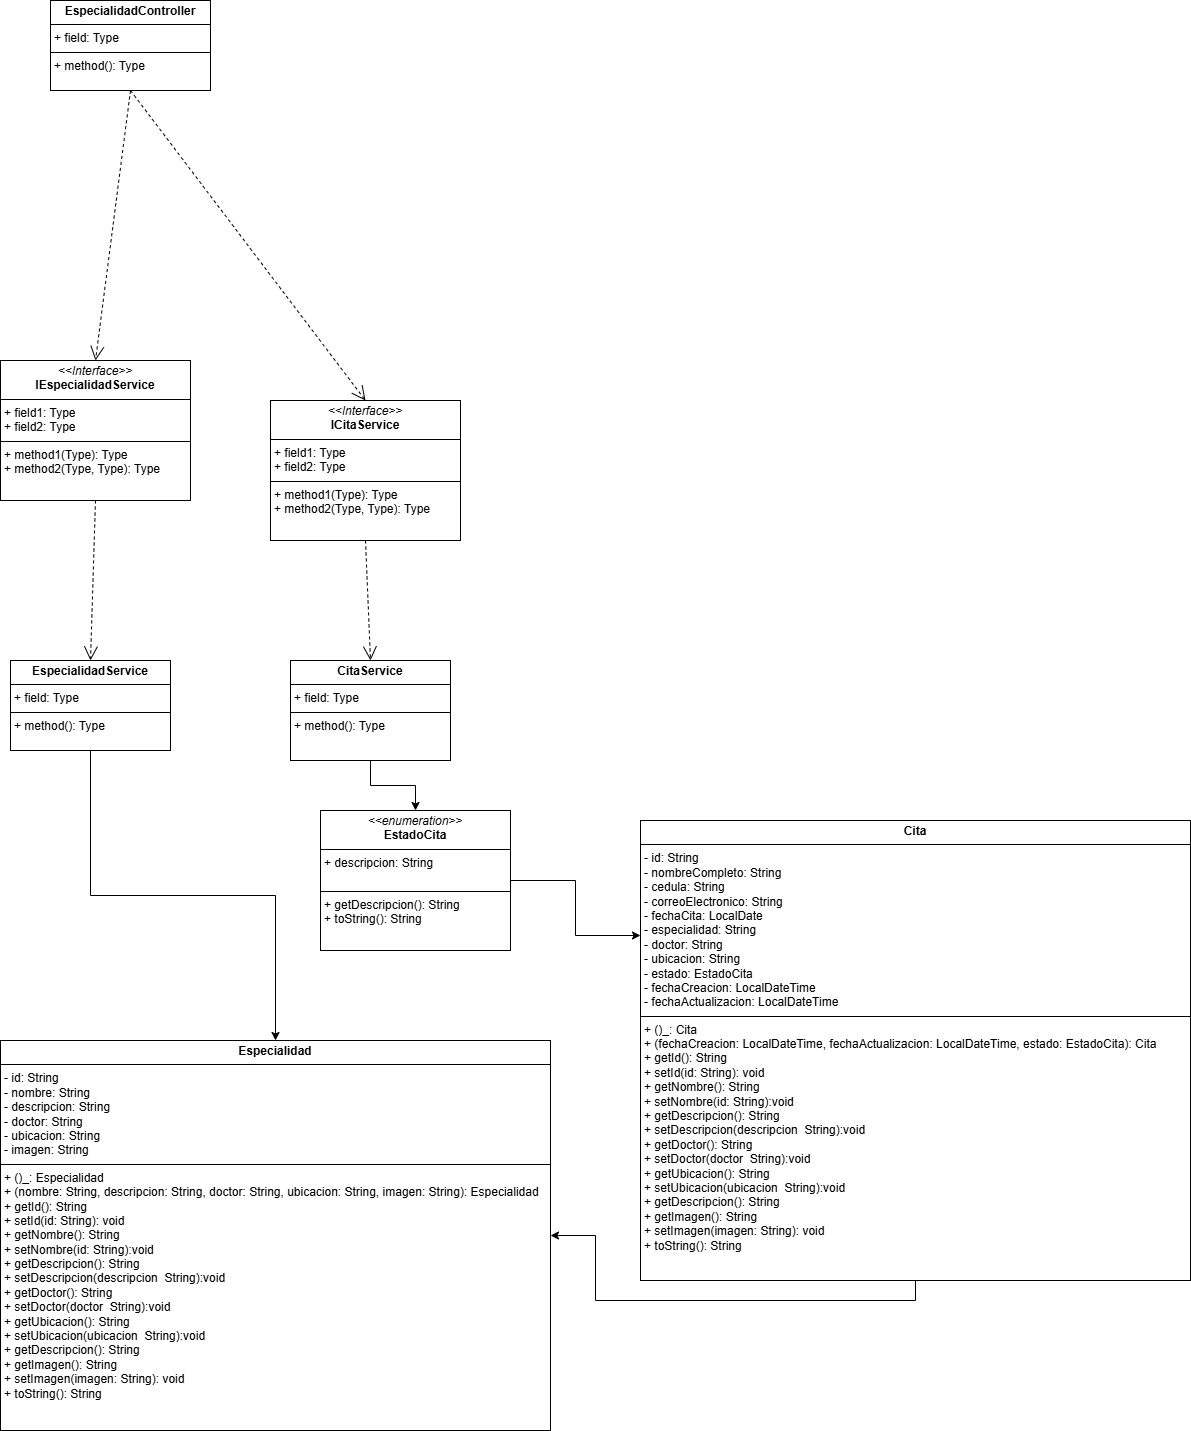 EspecialidadController
+ field: Type
+ method(): Type
<<Interface>>
IEspecialidadService
+ field1: Type
+ field2: Type
+ method1(Type): Type
+ method2(Type, Type): Type
<<Interface>>
ICitaService
+ field1: Type
+ field2: Type
+ method1(Type): Type
+ method2(Type, Type): Type
EspecialidadService
+ field: Type
+ method(): Type
CitaService
+ field: Type
+ method(): Type
<<enumeration>>
EstadoCita
+ descripcion: String
+ getDescripcion(): String
+ toString(): String
Cita
- id: String
- nombreCompleto: String
- cedula: String
- correoElectronico: String
- fechaCita: LocalDate
- especialidad: String
- doctor: String
- ubicacion: String
- estado: EstadoCita
- fechaCreacion: LocalDateTime
- fechaActualizacion: LocalDateTime
+ ()_: Cita
+ (fechaCreacion: LocalDateTime, fechaActualizacion: LocalDateTime, estado: EstadoCita): Cita
+ getId(): String
+ setId(id: String): void
+ getNombre(): String
+ setNombre(id: String):void
+ getDescripcion(): String
+ setDescripcion(descripcion  String):void
+ getDoctor(): String
+ setDoctor(doctor  String):void
+ getUbicacion(): String
+ setUbicacion(ubicacion  String):void
+ getDescripcion(): String
+ getImagen(): String
+ setImagen(imagen: String): void
+ toString(): String
Especialidad
- id: String
- nombre: String
- descripcion: String
- doctor: String
- ubicacion: String
- imagen: String
+ ()_: Especialidad
+ (nombre: String, descripcion: String, doctor: String, ubicacion: String, imagen: String): Especialidad
+ getId(): String
+ setId(id: String): void
+ getNombre(): String
+ setNombre(id: String):void
+ getDescripcion(): String
+ setDescripcion(descripcion  String):void
+ getDoctor(): String
+ setDoctor(doctor  String):void
+ getUbicacion(): String
+ setUbicacion(ubicacion  String):void
+ getDescripcion(): String
+ getImagen(): String
+ setImagen(imagen: String): void
+ toString(): String